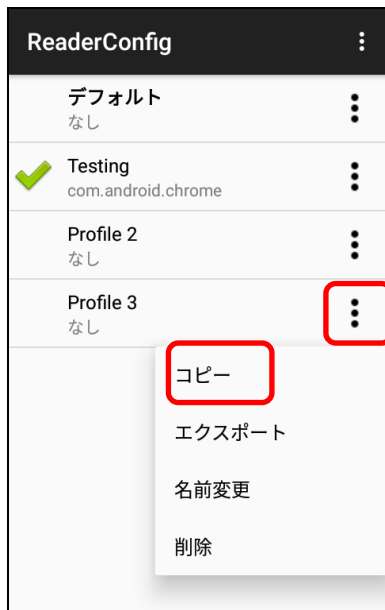 ReaderConfig
デフォルト
なし
Testing
com.android.chrome
Profile 2
なし
Profile 3
なし
コピー
エクスポート
名前変更
削除